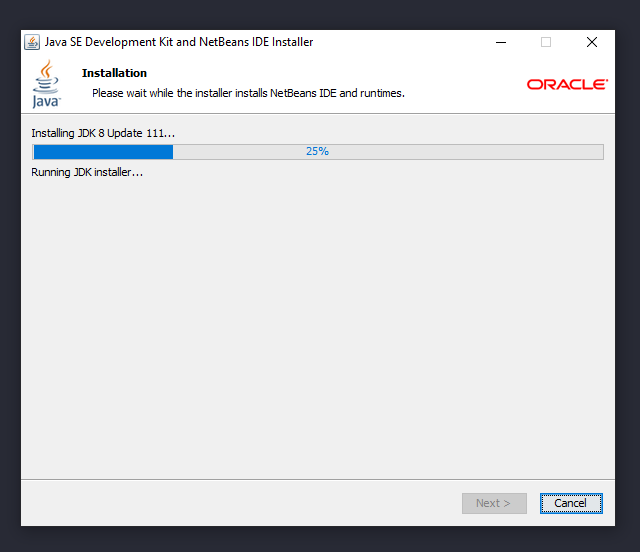 Java SE Development Kit and NetBeans IDE Installer
Installation
Please wait while the installer installs NetBeans IDE and runtimes.
Java™
ORACLE®
Installing JDK 8 Update 111...
25%
Running JDK installer...
Next >
Cancel